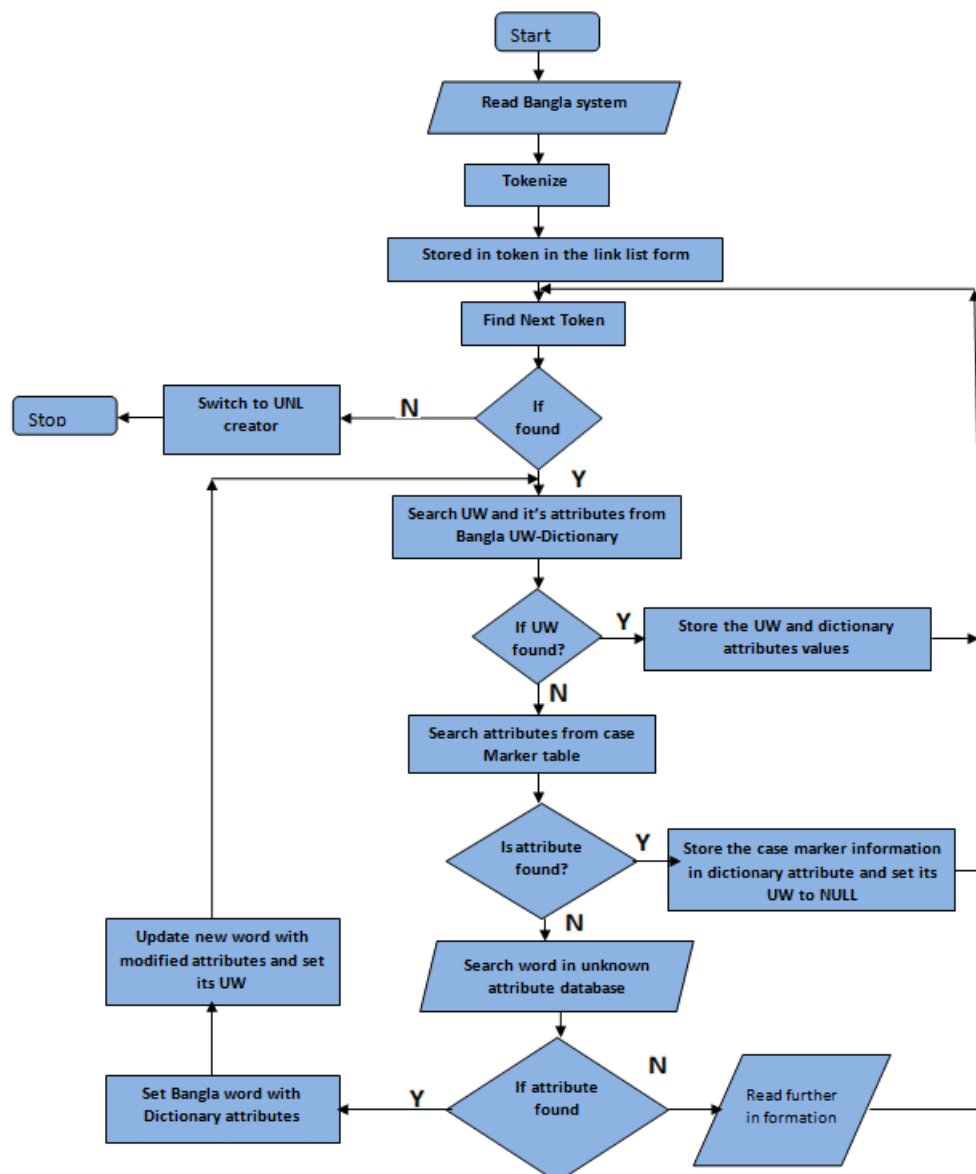 Start
Read Bangla system
Tokenize
Stored in token in the link list form
Find Next Token
If
found
N
Switch to UNL
creator
Stop
Y
Search UW and it's attributes from
Bangla UW-Dictionary
If UW
found?
Y
Store the UW and dictionary
attributes values
N
Search attributes from case
Marker table
Is attribute
found?
Y
Store the case marker information
in dictionary attribute and set its
UW to NULL
N
Search word in unknown
attribute database
Update new word with
modified attributes and set
its UW
If attribute
found
N
Read further
in formation
Y
Set Bangla word with
Dictionary attributes